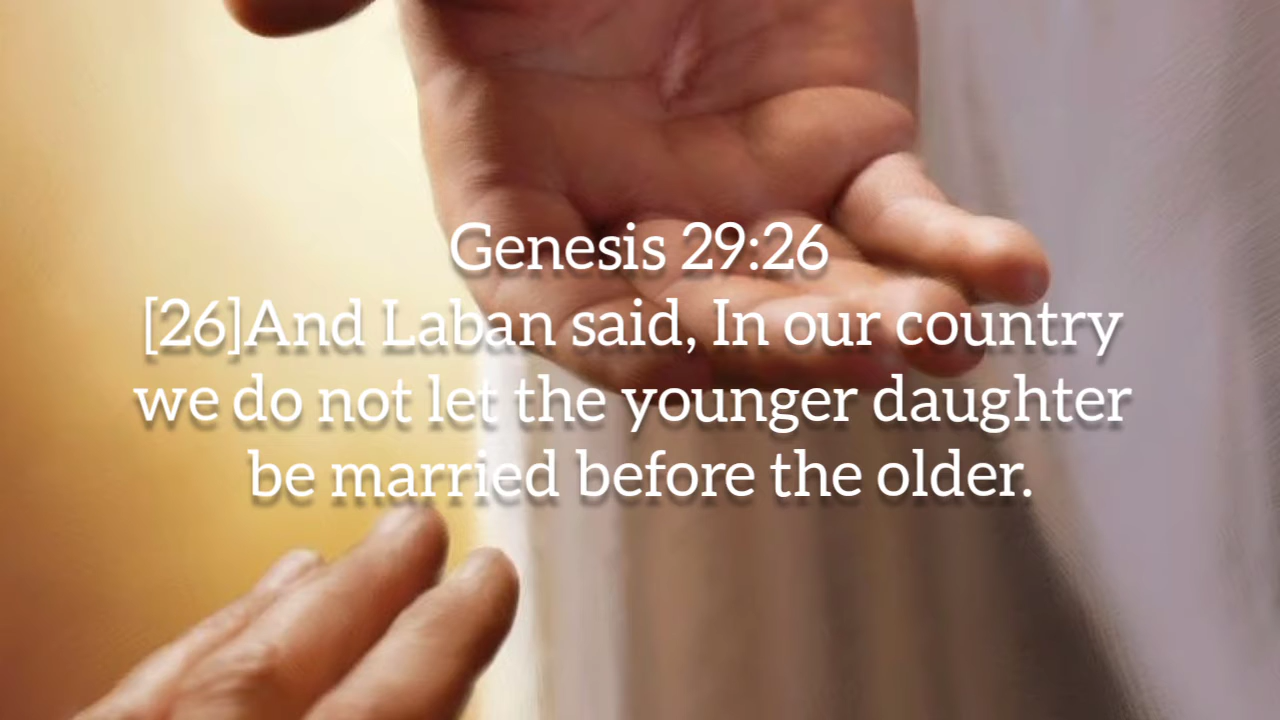 Genesis 29:26
[26]And Laban said, In our country
we do not let the younger daughter
be married before the older.